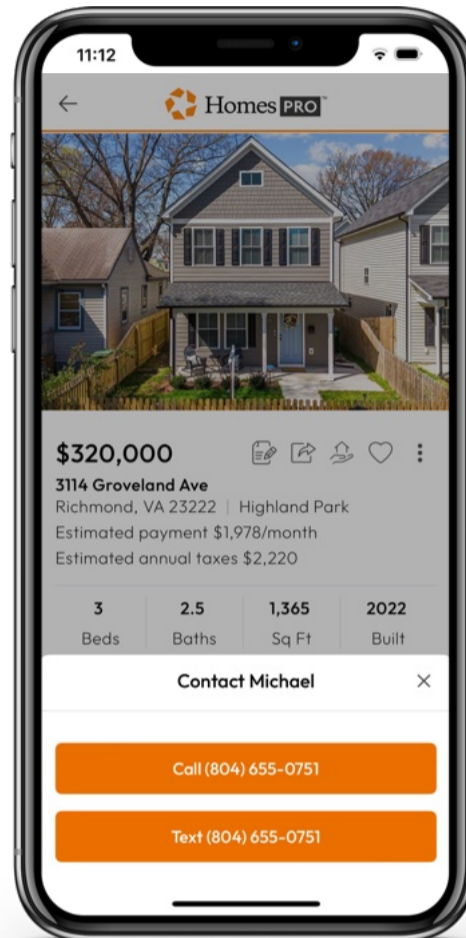 11:12
Homes PRO™
$320,000
3114 Groveland Ave
Richmond, VA 23222 | Highland Park
Estimated payment $1,978/month
Estimated annual taxes $2,220
3 2.5 1,365 2022
Beds Baths Sq Ft Built
Contact Michael
Call (804) 655-0751
Text (804) 655-0751